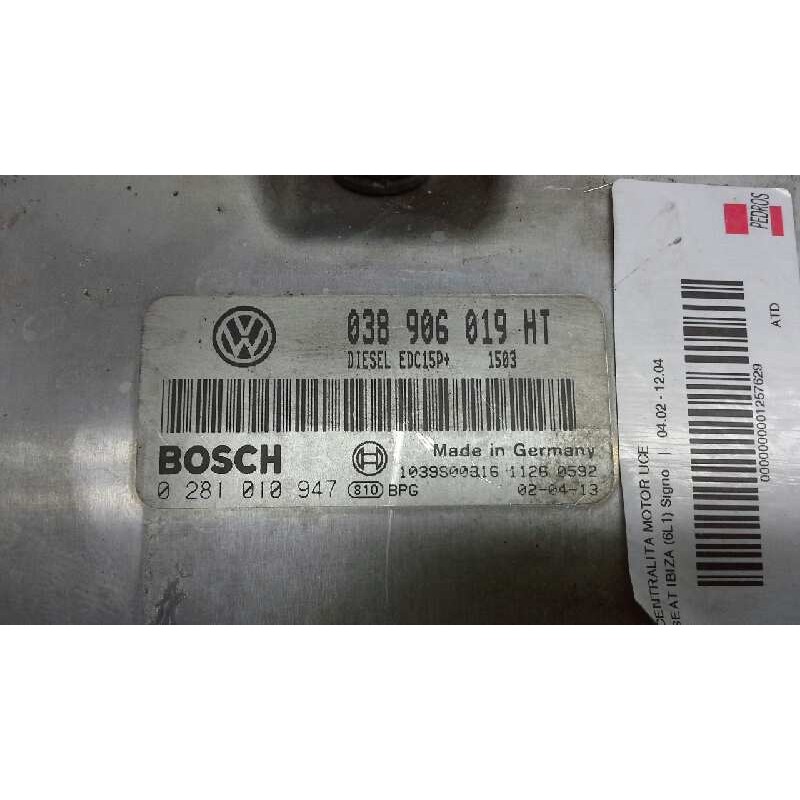 038 906 019 HT
DIESEL EDC15P+ 1503
BOSCH
Made in Germany
1039S00316 1126 0592
0 281 010 947 810 BPG 02-04-13
PEDROS
CENTRALITA MOTOR UCE
SEAT IBIZA (6L1) Signo | 04.02 - 12.04
0000000001257629
ATD